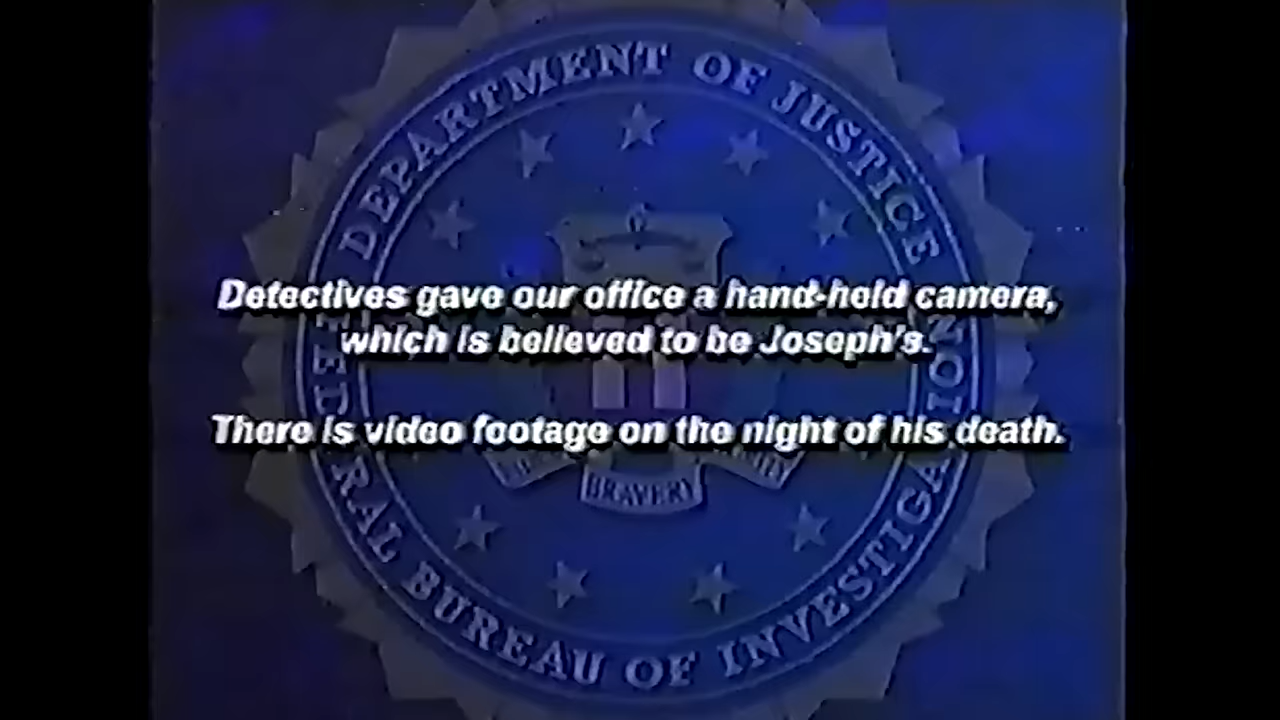 DEPARTMENT OF JUSTICE
Detectives gave our office a hand-held camera,
which is believed to be Joseph's.
There is video footage on the night of his death.
BRAVERY
FEDERAL BUREAU OF INVESTIGATION